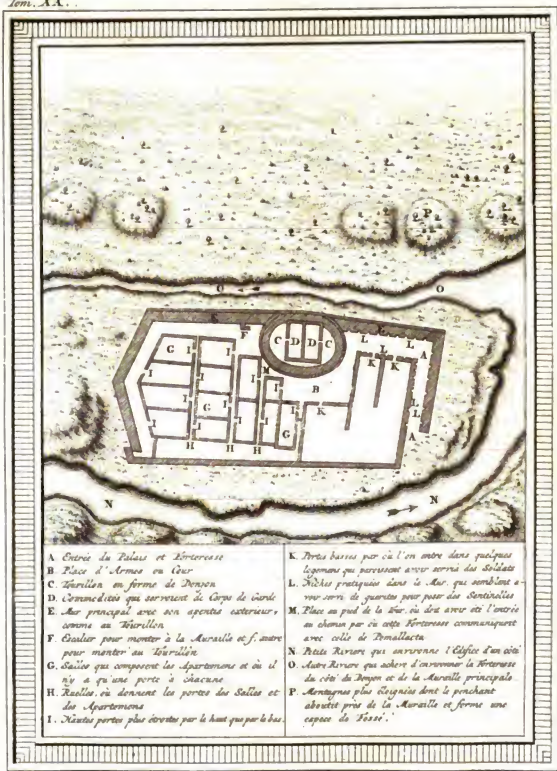 Tom. XX.
P
O
O
E
F
C D D C
L
L L
A
G I
I
K K
I
I
M
B
I
I
L
L
G I
I
K
I
G
A
H H H
N
N
A Entrée du Palais et Forteresse
B Place d'Armes ou Cour
C. Tourillon en forme de Donjon
D. Commodités qui servoient de Corps de Garde
E Mur principal avec son apentis exterieur,
comme au Tourillon
F Escalier pour monter à la Muraille et f. autre
pour monter au Tourillon
G. Salles qui composent les Apartemens et où il
n'y a qu'une porte à chacune
H. Ruelles, où donnent les portes des Salles et
des Apartemens
I. Hautes portes plus étroites par le haut que par le bas.
K. Portes basses par où l'on entre dans quelques
logemens qui paroissent avoir servis des Soldats
L. Niches pratiquées dans le Mur, qui semblent a-
voir servi de guerites pour poser des Sentinelles
M. Place au pied de la Tour, où doit avoir été l'entrée
au chemin par où cette Forteresse communiquoit
avec celle de Pomallacta
N Petite Riviere qui environne l'Edifice d'un côté
O. Autre Riviere qui acheve d'environner la Forteresse
du côté du Donjon et de la Muraille principale.
P. Montagnes plus éloignées dont le penchant
aboutit près de la Muraille et forme une
espece de Fossé.